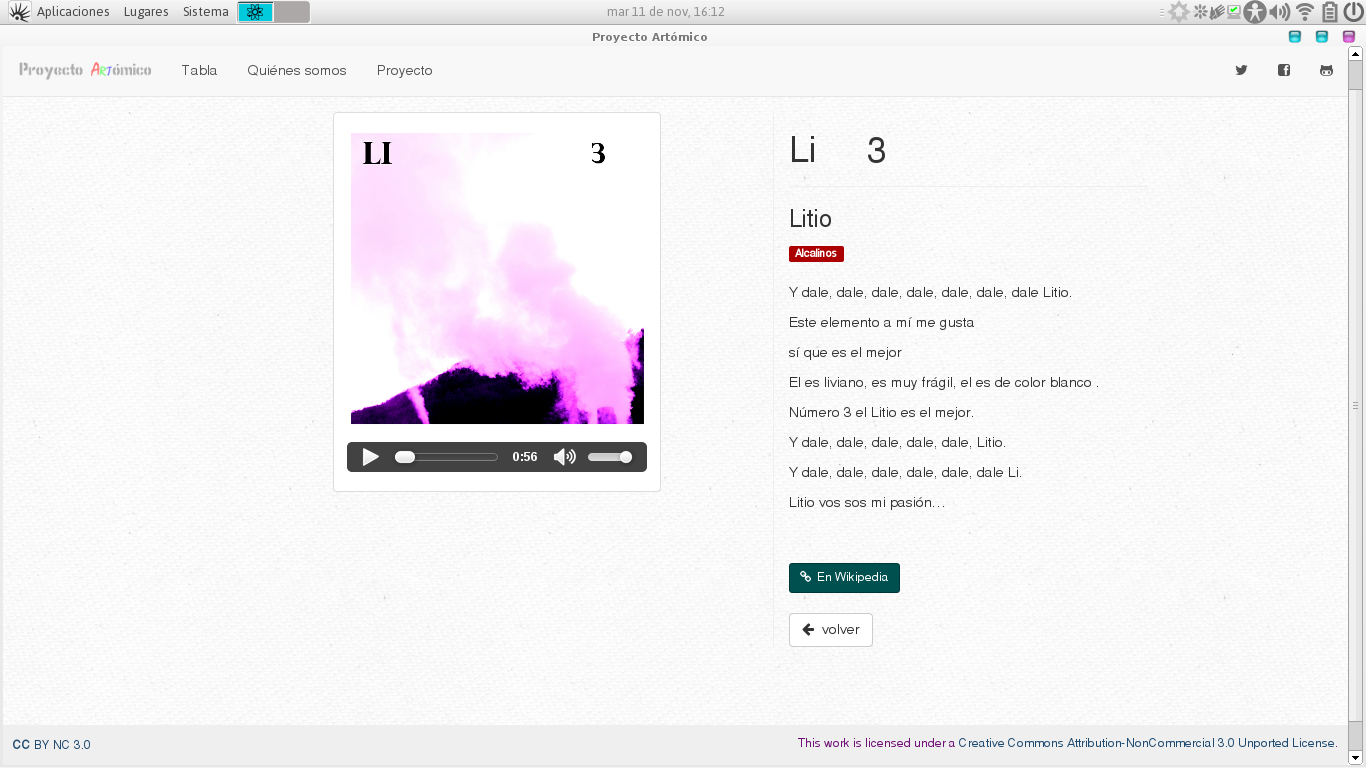 Aplicaciones Lugares Sistema mar 11 de nov, 16:12
Proyecto Artómico
Proyecto ARTómico Tabla Quiénes somos Proyecto
LI 3
0:56
Li 3
Litio
Alcalinos
Y dale, dale, dale, dale, dale, dale, dale Litio.
Este elemento a mí me gusta
sí que es el mejor
El es liviano, es muy frágil, el es de color blanco .
Número 3 el Litio es el mejor.
Y dale, dale, dale, dale, dale, Litio.
Y dale, dale, dale, dale, dale, dale Li.
Litio vos sos mi pasión...
En Wikipedia
volver
CC BY NC 3.0
This work is licensed under a Creative Commons Attribution-NonCommercial 3.0 Unported License.